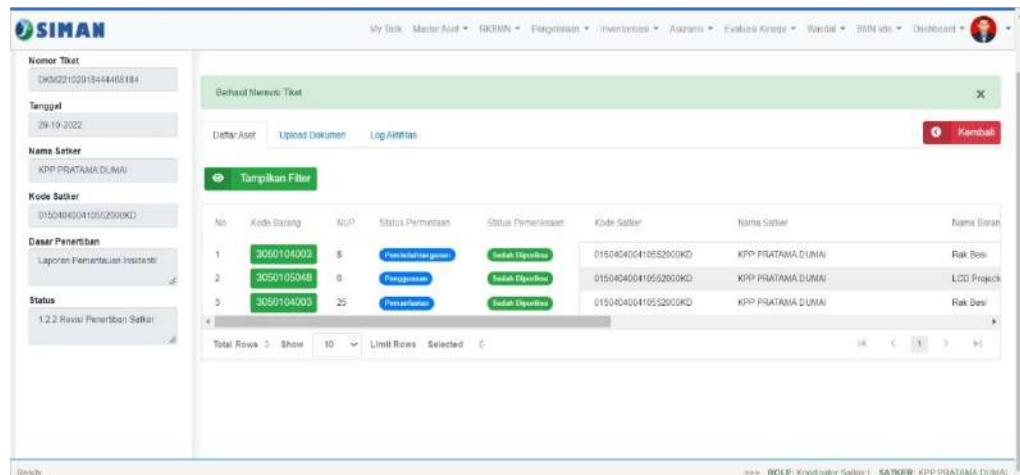 SIMAN
My Task Master Aset RKBMN Pengelolaan Inventarisasi Asuransi Evaluasi Kinerja Wasdal BMN Idle Dashboard
Nomor Tiket
Tanggal
29-10-2022
Nama Satker
KPP PRATAMA DUMAI
Kode Satker
015040400410552000KD
Dasar Penertiban
Laporan Pemantauan Insidentil
Status
1.2.2 Revisi Penertiban Satker
Berhasil Merevisi Tiket
Daftar Aset Upload Dokumen Log Aktifitas
Kembali
Tampilkan Filter
No Kode Barang NUP Status Permintaan Status Pemeriksaan Kode Satker Nama Satker Nama Baran
1 3050104003 8 Pemindahtanganan Sudah Diperiksa 015040400410552000KD KPP PRATAMA DUMAI Rak Besi
2 3050105048 6 Penggunaan Sudah Diperiksa 015040400410552000KD KPP PRATAMA DUMAI LCD Projecto
3 3050104003 25 Pemanfaatan Sudah Diperiksa 015040400410552000KD KPP PRATAMA DUMAI Rak Besi
Total Rows 3 Show 10 Limit Rows Selected 1
Ready >>> ROLE: Koordinator Satker | SATKER: KPP PRATAMA DUMAI